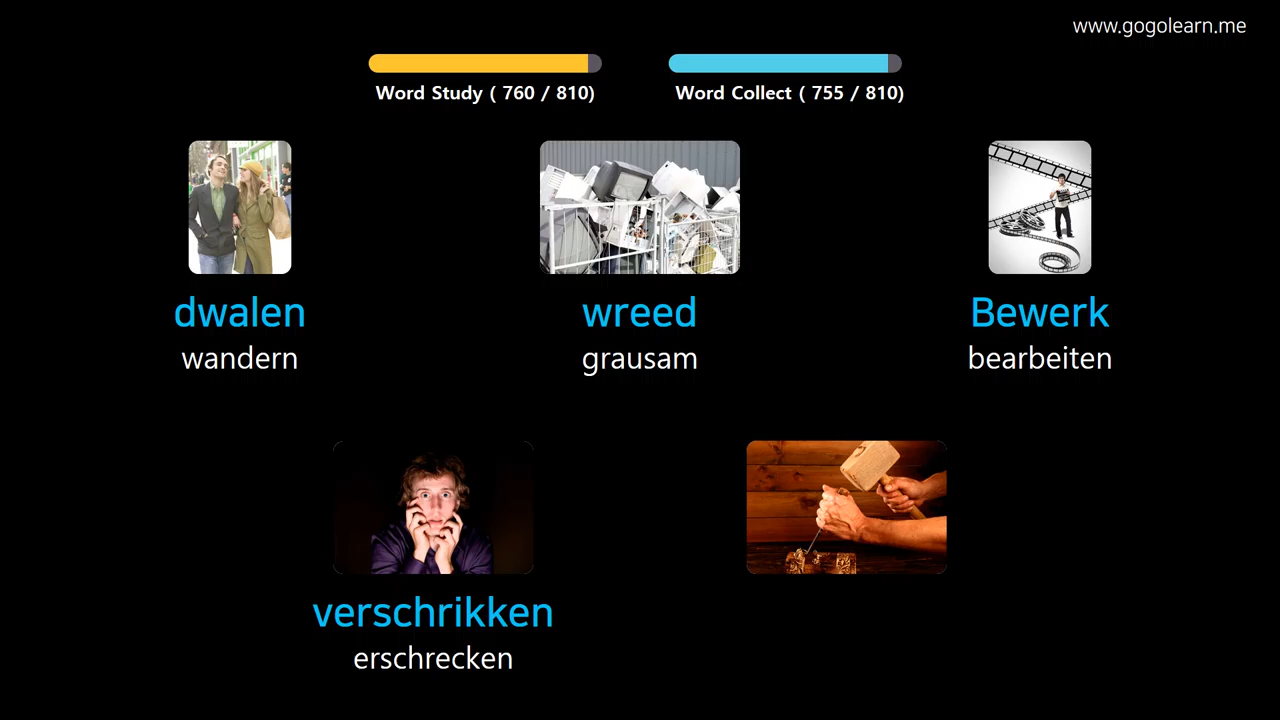 www.gogolearn.me
Word Study ( 760 / 810)
Word Collect ( 755 / 810)
dwalen
wandern
wreed
grausam
Bewerk
bearbeiten
verschrikken
erschrecken